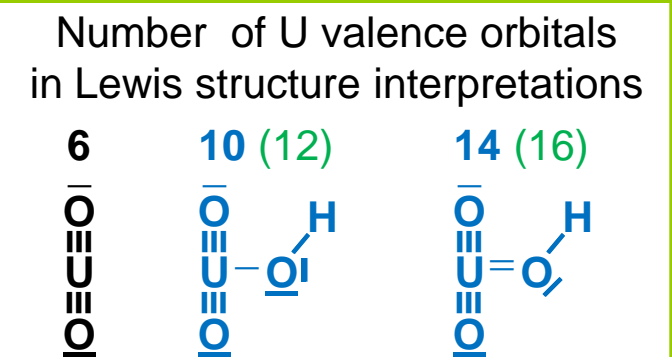 Number of U valence orbitals
in Lewis structure interpretations
6 10 (12) 14 (16)
O O H O H
U U O U O
O O O